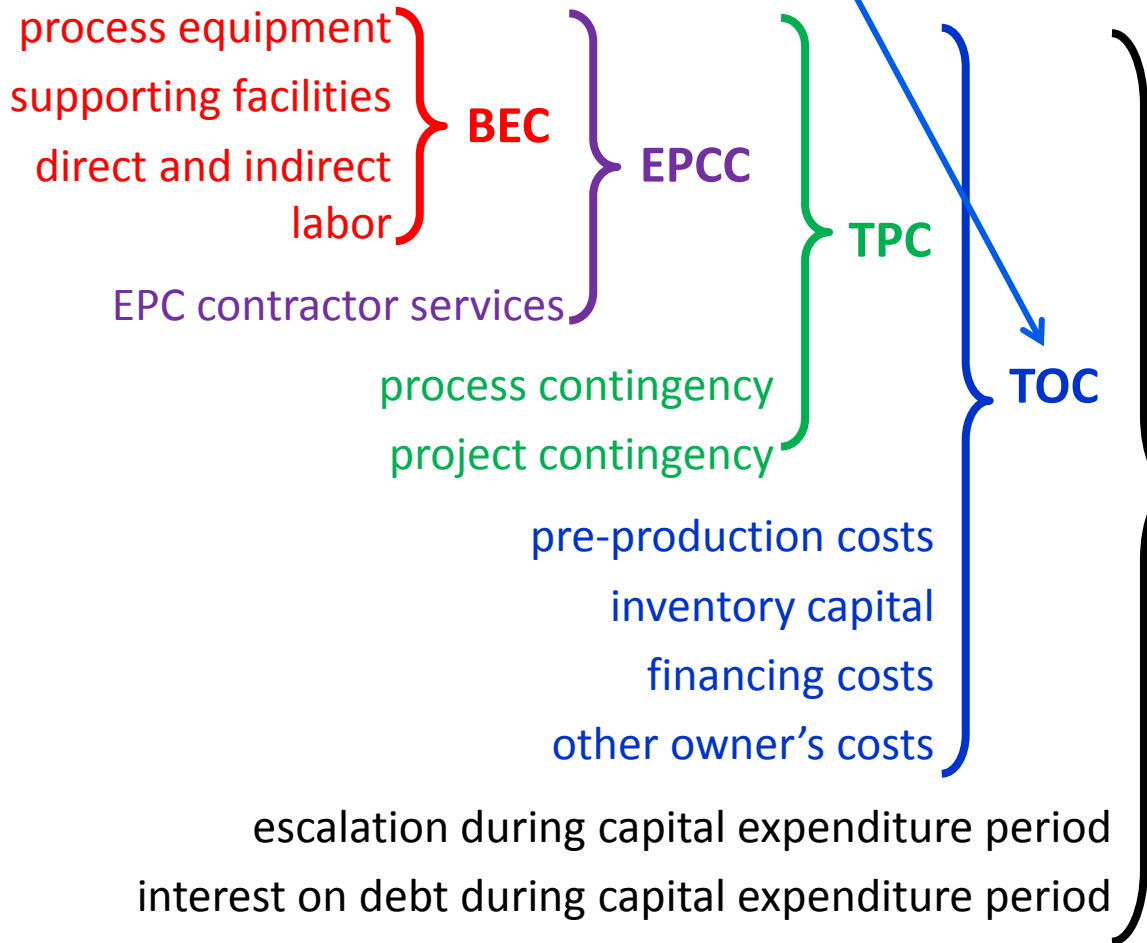 process equipment
supporting facilities
BEC
direct and indirect
labor
EPCC
TPC
EPC contractor services
process contingency
TOC
project contingency
pre-production costs
inventory capital
financing costs
other owner’s costs
escalation during capital expenditure period
interest on debt during capital expenditure period